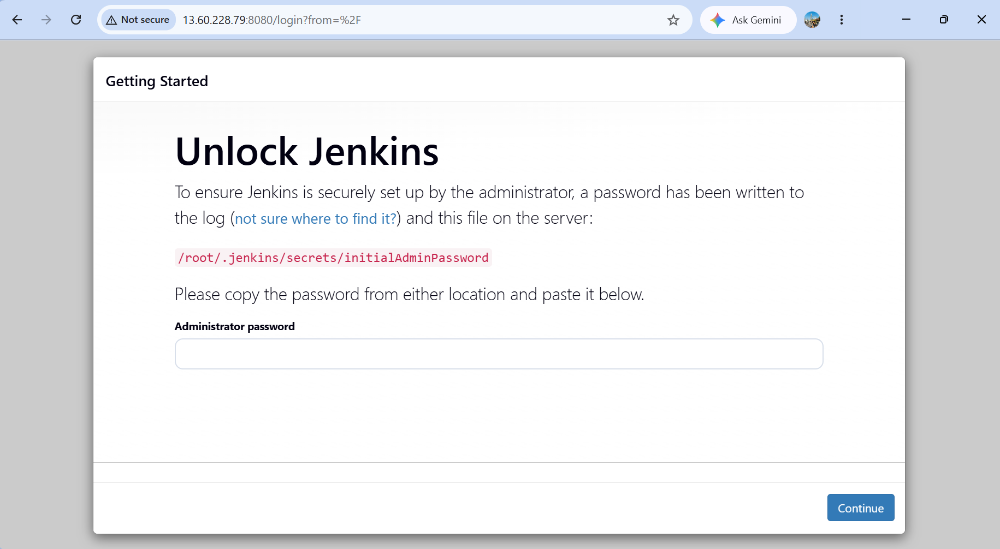 Not secure
13.60.228.79:8080/login?from=%2F
Ask Gemini
Getting Started
Unlock Jenkins
To ensure Jenkins is securely set up by the administrator, a password has been written to
the log (not sure where to find it?) and this file on the server:
/root/.jenkins/secrets/initialAdminPassword
Please copy the password from either location and paste it below.
Administrator password
Continue